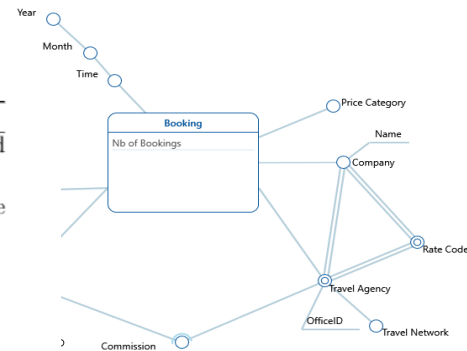 Year
Month
Time
Booking
Nb of Bookings
Price Category
Name
Company
Rate Code
Travel Agency
OfficeID
Travel Network
Commission